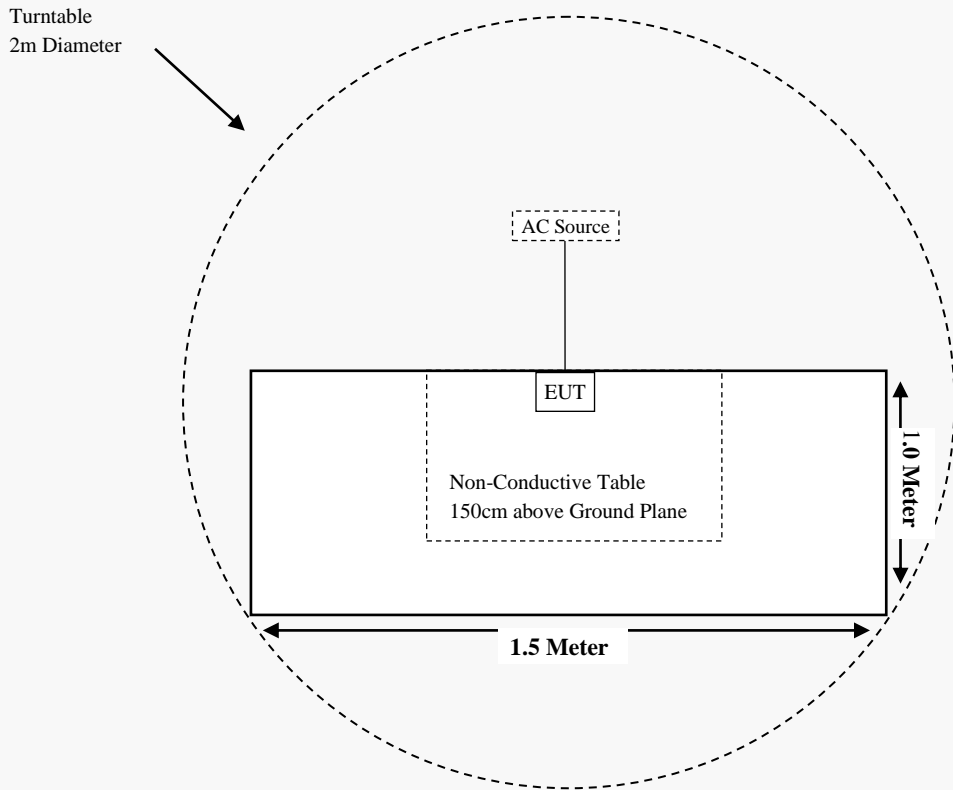 Turntable
2m Diameter
AC Source
EUT
Non-Conductive Table
150cm above Ground Plane
1.0 Meter
1.5 Meter